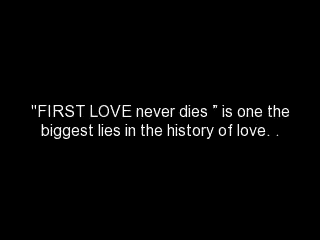 "FIRST LOVE never dies ” is one the
biggest lies in the history of love. .